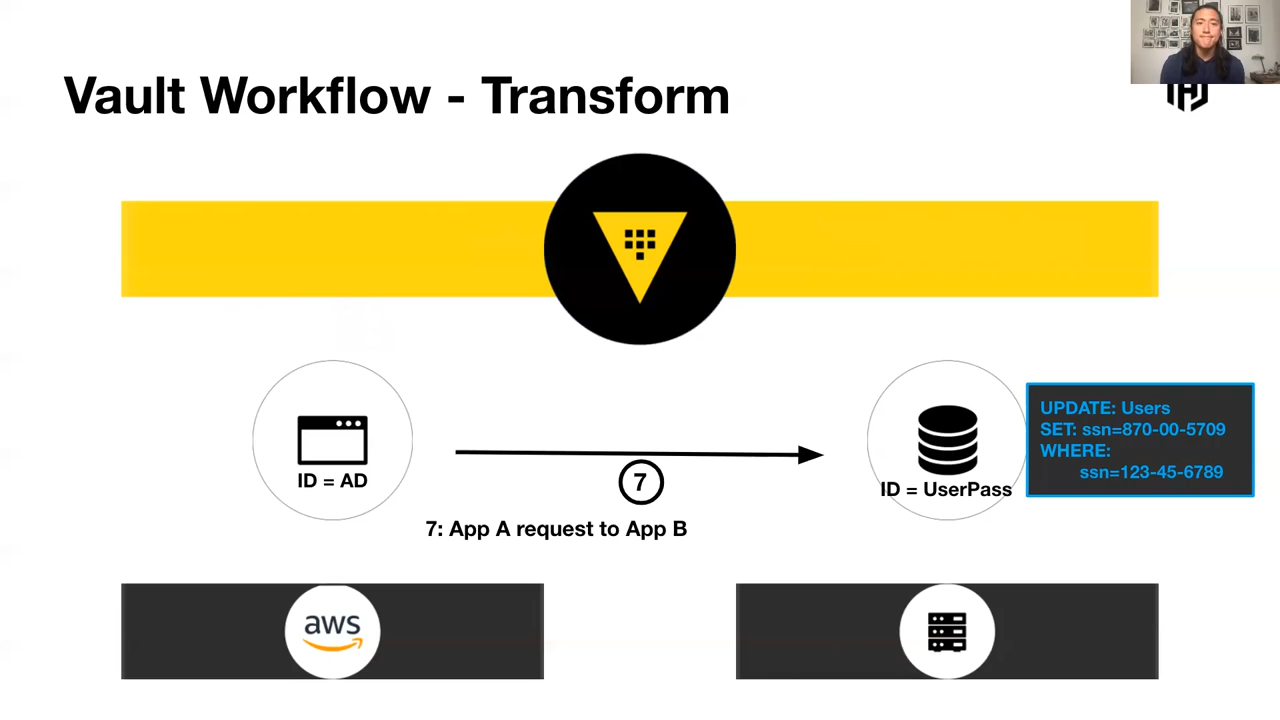 Vault Workflow - Transform
UPDATE: Users
SET: ssn=870-00-5709
WHERE:
ssn=123-45-6789
ID = AD
ID = UserPass
7
7: App A request to App B
aws